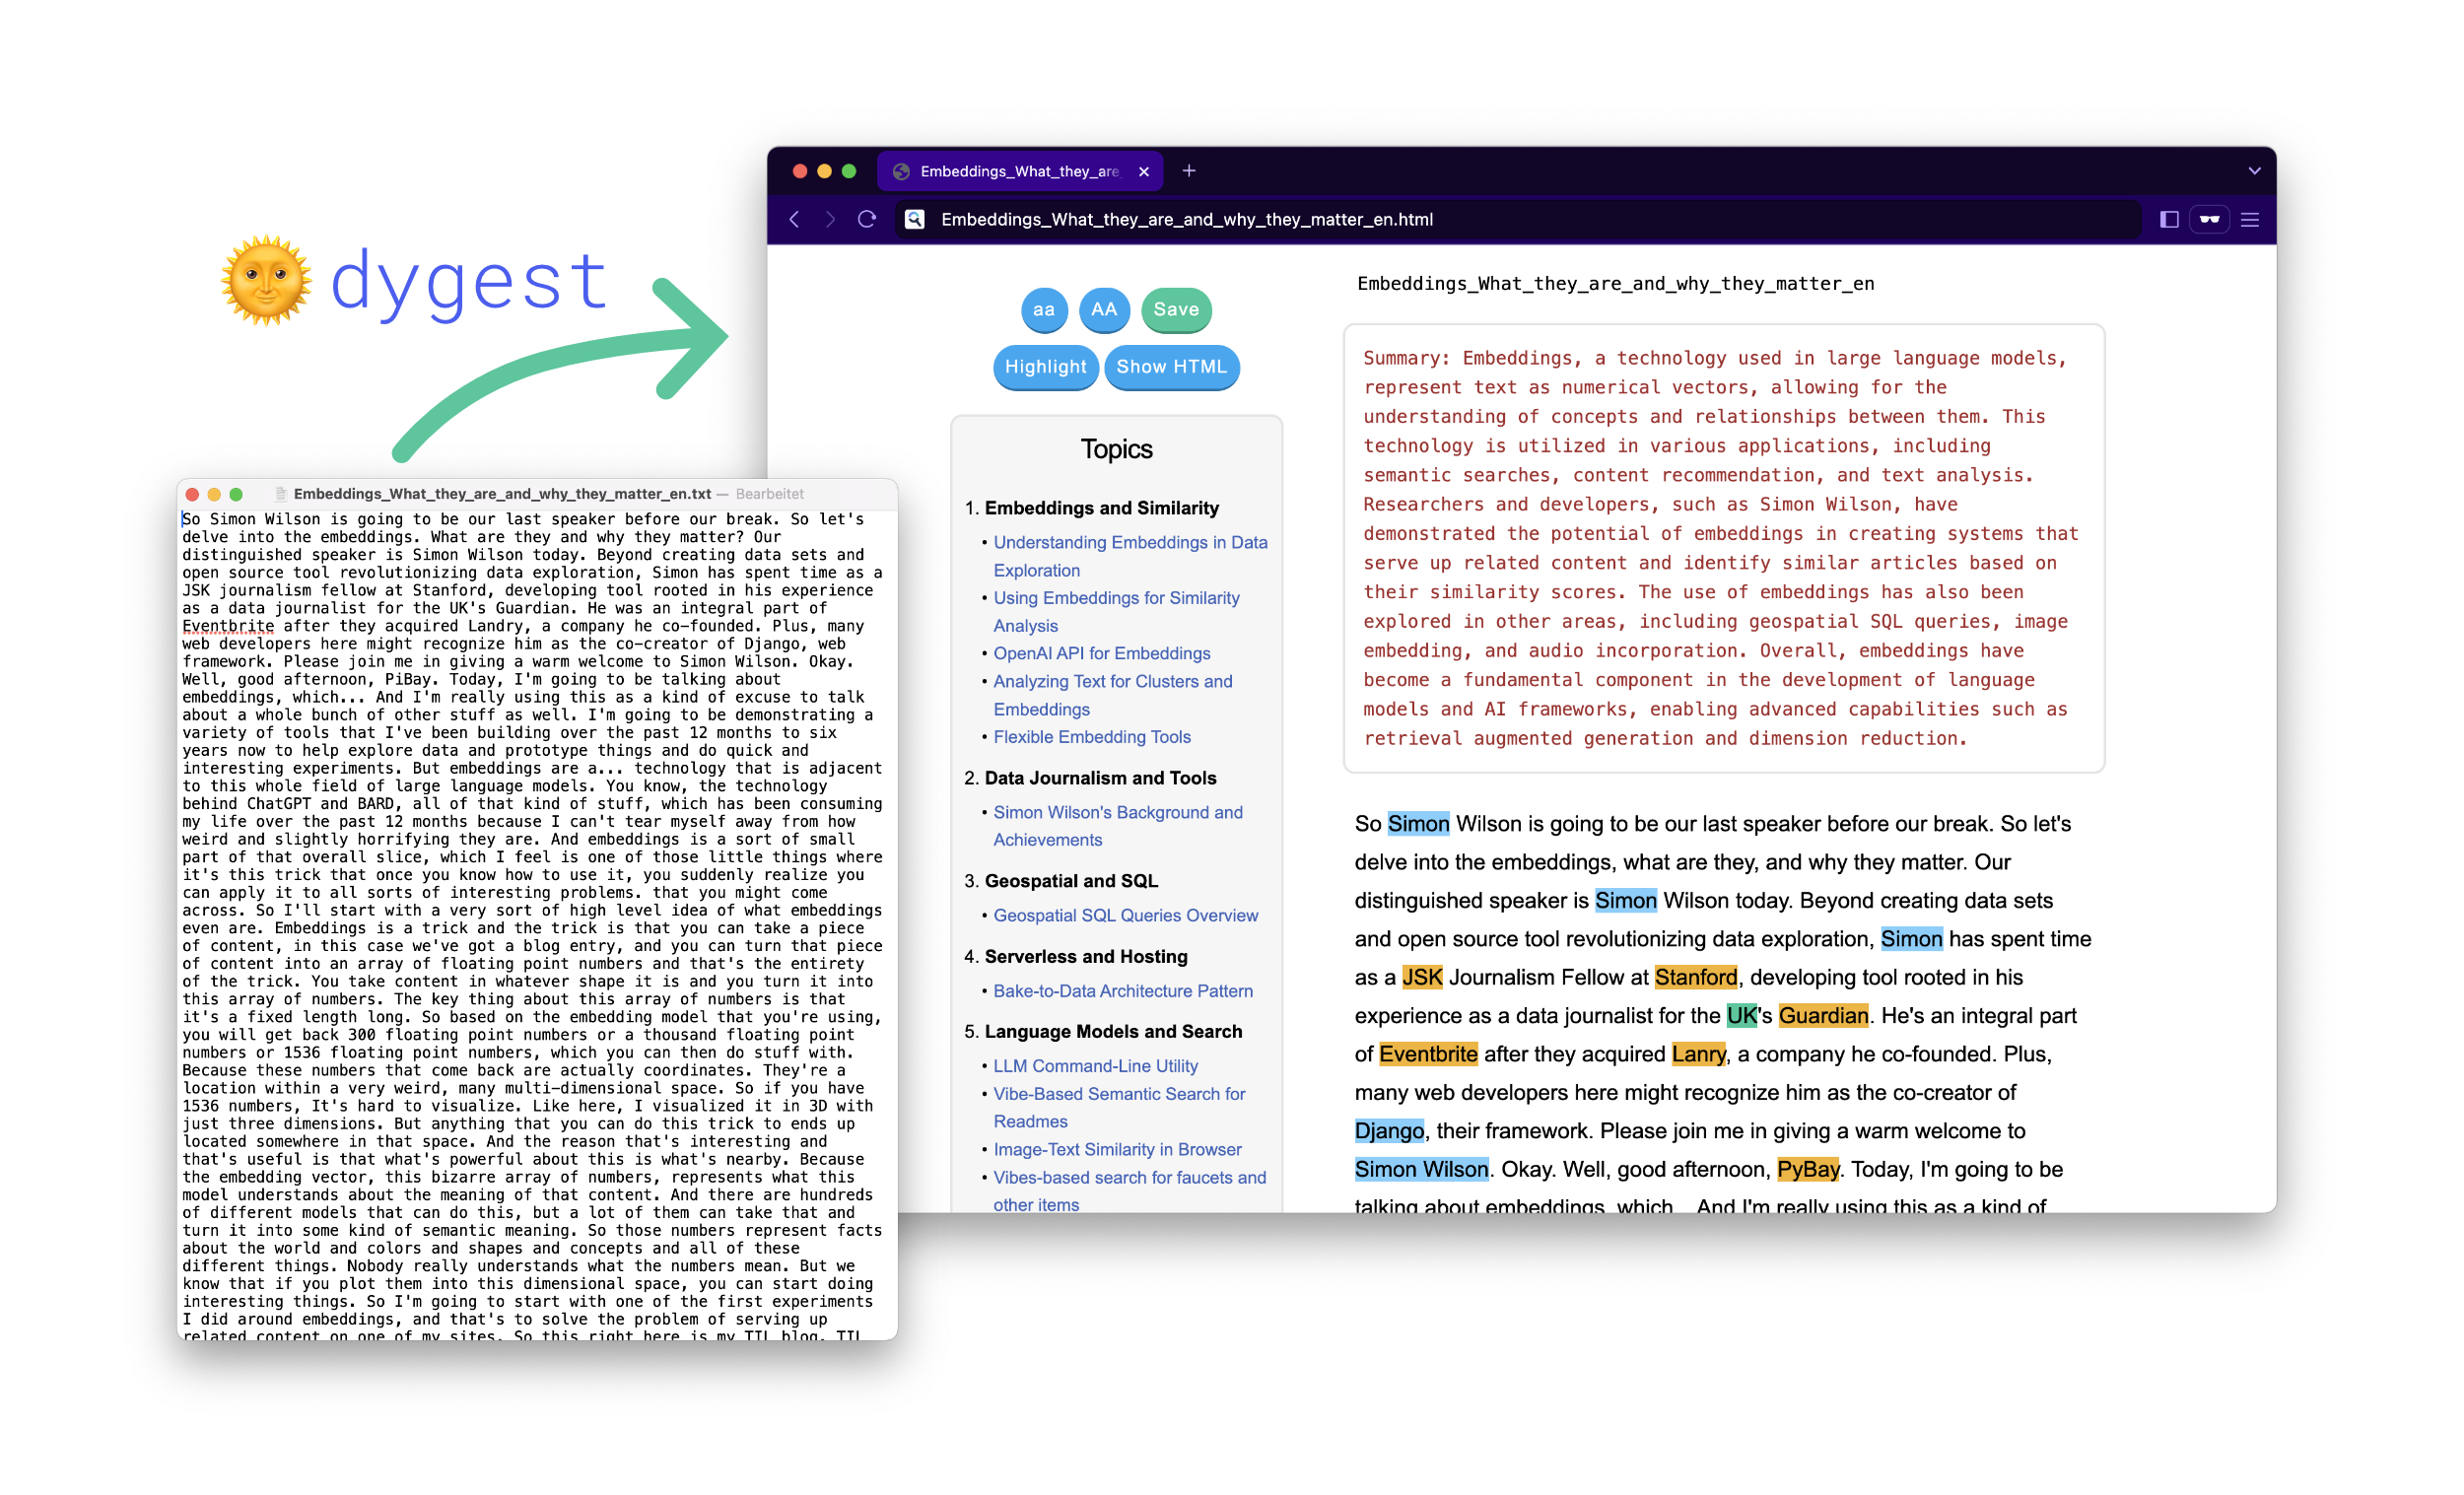 dygest
Embeddings_What_they_are_and_why_they_matter_en.txt — Bearbeitet
So Simon Wilson is going to be our last speaker before our break. So let's
delve into the embeddings. What are they and why they matter? Our
distinguished speaker is Simon Wilson today. Beyond creating data sets and
open source tool revolutionizing data exploration, Simon has spent time as a
JSK journalism fellow at Stanford, developing tool rooted in his experience
as a data journalist for the UK's Guardian. He was an integral part of
Eventbrite after they acquired Landry, a company he co-founded. Plus, many
web developers here might recognize him as the co-creator of Django, web
framework. Please join me in giving a warm welcome to Simon Wilson. Okay.
Well, good afternoon, PiBay. Today, I'm going to be talking about
embeddings, which... And I'm really using this as a kind of excuse to talk
about a whole bunch of other stuff as well. I'm going to be demonstrating a
variety of tools that I've been building over the past 12 months to six
years now to help explore data and prototype things and do quick and
interesting experiments. But embeddings are a... technology that is adjacent
to this whole field of large language models. You know, the technology
behind ChatGPT and BARD, all of that kind of stuff, which has been consuming
my life over the past 12 months because I can't tear myself away from how
weird and slightly horrifying they are. And embeddings is a sort of small
part of that overall slice, which I feel is one of those little things where
it's this trick that once you know how to use it, you suddenly realize you
can apply it to all sorts of interesting problems. that you might come
across. So I'll start with a very sort of high level idea of what embeddings
even are. Embeddings is a trick and the trick is that you can take a piece
of content, in this case we've got a blog entry, and you can turn that piece
of content into an array of floating point numbers and that's the entirety
of the trick. You take content in whatever shape it is and you turn it into
this array of numbers. The key thing about this array of numbers is that
it's a fixed length long. So based on the embedding model that you're using,
you will get back 300 floating point numbers or a thousand floating point
numbers or 1536 floating point numbers, which you can then do stuff with.
Because these numbers that come back are actually coordinates. They're a
location within a very weird, many multi-dimensional space. So if you have
1536 numbers, It's hard to visualize. Like here, I visualized it in 3D with
just three dimensions. But anything that you can do this trick to ends up
located somewhere in that space. And the reason that's interesting and
that's useful is that what's powerful about this is what's nearby. Because
the embedding vector, this bizarre array of numbers, represents what this
model understands about the meaning of that content. And there are hundreds
of different models that can do this, but a lot of them can take that and
turn it into some kind of semantic meaning. So those numbers represent facts
about the world and colors and shapes and concepts and all of these
different things. Nobody really understands what the numbers mean. But we
know that if you plot them into this dimensional space, you can start doing
interesting things. So I'm going to start with one of the first experiments
I did around embeddings, and that's to solve the problem of serving up
related content on one of my sites. So this right here is my TIL blog. TIL
Embeddings_What_they_are_
Embeddings_What_they_are_and_why_they_matter_en.html
aa AA Save
Highlight Show HTML
Topics
1. Embeddings and Similarity
• Understanding Embeddings in Data
Exploration
• Using Embeddings for Similarity
Analysis
• OpenAI API for Embeddings
• Analyzing Text for Clusters and
Embeddings
• Flexible Embedding Tools
2. Data Journalism and Tools
• Simon Wilson's Background and
Achievements
3. Geospatial and SQL
• Geospatial SQL Queries Overview
4. Serverless and Hosting
• Bake-to-Data Architecture Pattern
5. Language Models and Search
• LLM Command-Line Utility
• Vibe-Based Semantic Search for
Readmes
• Image-Text Similarity in Browser
• Vibes-based search for faucets and
other items
Embeddings_What_they_are_and_why_they_matter_en
Summary: Embeddings, a technology used in large language models,
represent text as numerical vectors, allowing for the
understanding of concepts and relationships between them. This
technology is utilized in various applications, including
semantic searches, content recommendation, and text analysis.
Researchers and developers, such as Simon Wilson, have
demonstrated the potential of embeddings in creating systems that
serve up related content and identify similar articles based on
their similarity scores. The use of embeddings has also been
explored in other areas, including geospatial SQL queries, image
embedding, and audio incorporation. Overall, embeddings have
become a fundamental component in the development of language
models and AI frameworks, enabling advanced capabilities such as
retrieval augmented generation and dimension reduction.
So Simon Wilson is going to be our last speaker before our break. So let's
delve into the embeddings, what are they, and why they matter. Our
distinguished speaker is Simon Wilson today. Beyond creating data sets
and open source tool revolutionizing data exploration, Simon has spent time
as a JSK Journalism Fellow at Stanford, developing tool rooted in his
experience as a data journalist for the UK's Guardian. He's an integral part
of Eventbrite after they acquired Lanry, a company he co-founded. Plus,
many web developers here might recognize him as the co-creator of
Django, their framework. Please join me in giving a warm welcome to
Simon Wilson. Okay. Well, good afternoon, PyBay. Today, I'm going to be
talking about embeddings, which... And I'm really using this as a kind of